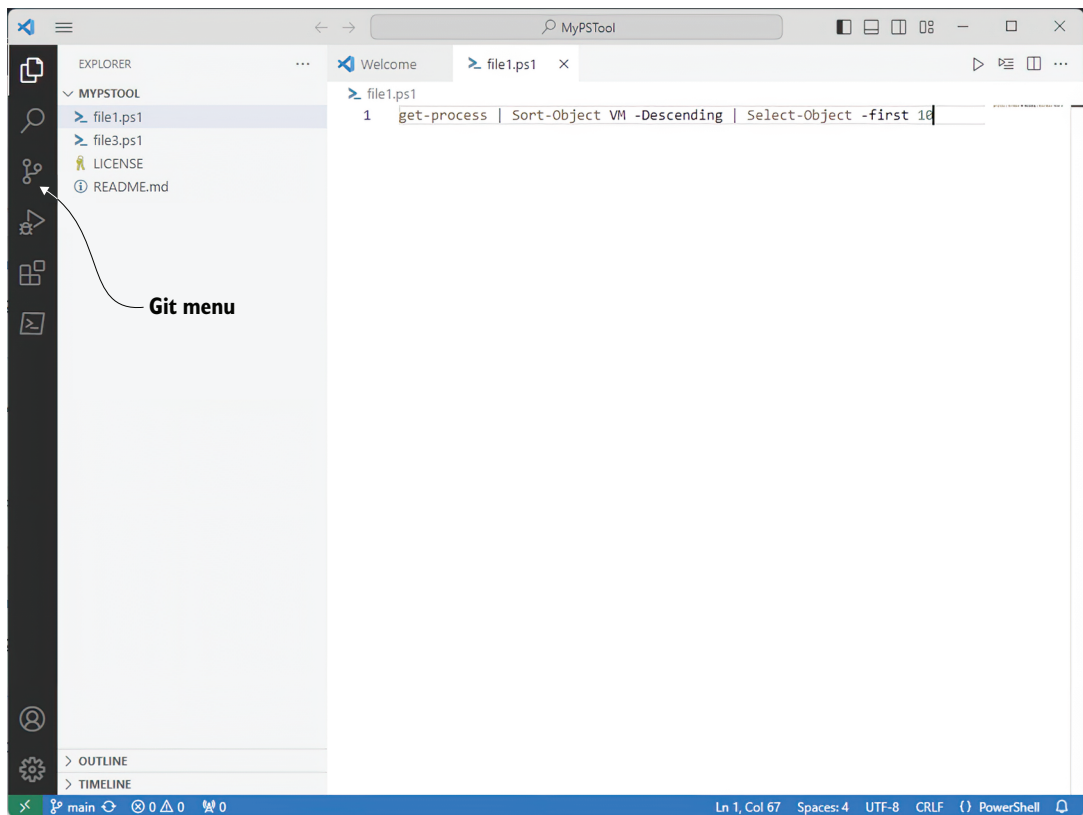 MyPSTool
EXPLORER ...
Welcome
file1.ps1
MYPSTOOL
file1.ps1
file1.ps1
1 get-process | Sort-Object VM -Descending | Select-Object -first 10
file3.ps1
LICENSE
README.md
Git menu
OUTLINE
TIMELINE
main 0 0 0 Ln 1, Col 67 Spaces: 4 UTF-8 CRLF {} PowerShell